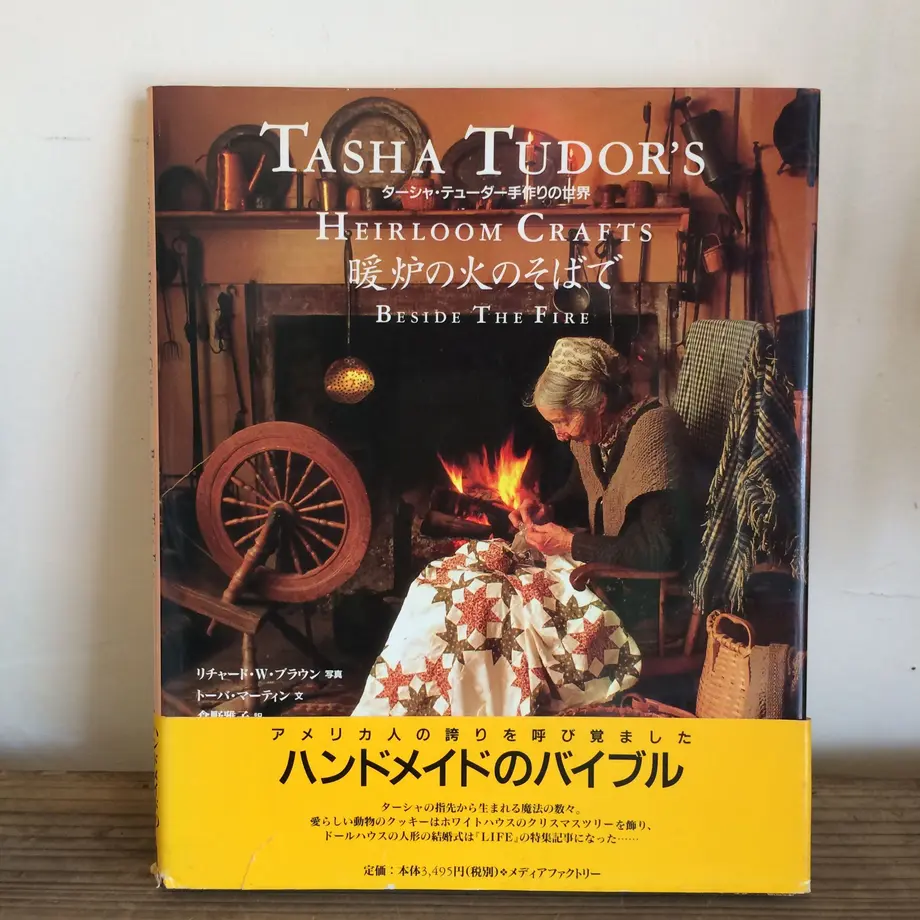 TASHA TUDOR'S
ターシャ・テューダー手作りの世界
HEIRLOOM CRAFTS
暖炉の火のそばで
BESIDE THE FIRE
リチャード・W・ブラウン 写真
トーバ・マーティン 文
食野雅子 訳
アメリカ人の誇りを呼び覚ました
ハンドメイドのバイブル
ターシャの指先から生まれる魔法の数々。
愛らしい動物のクッキーはホワイトハウスのクリスマスツリーを飾り、
ドールハウスの人形の結婚式は『LIFE』の特集記事になった……
定価：本体3,495円(税別)❖メディアファクトリー